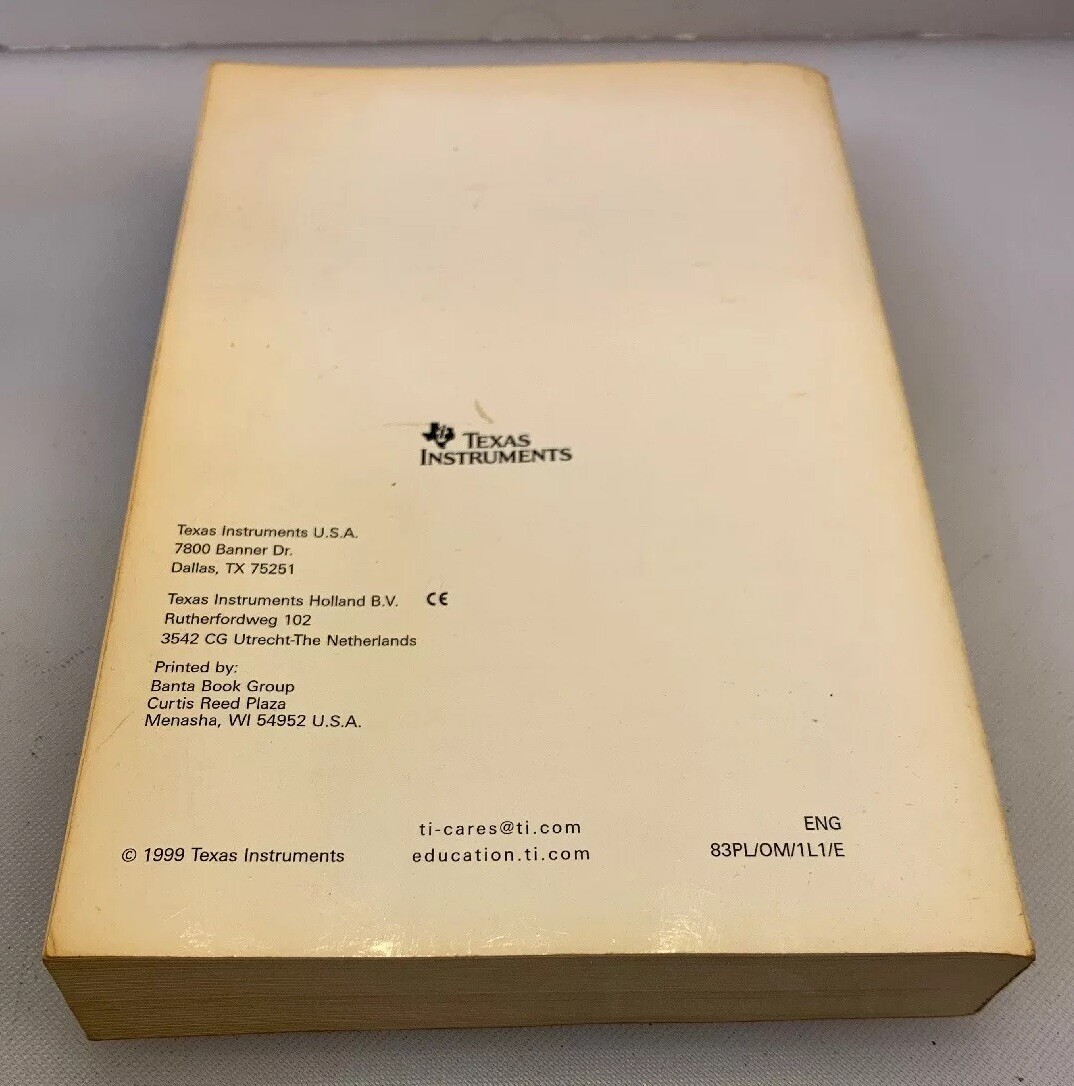 TEXAS
INSTRUMENTS
Texas Instruments U.S.A.
7800 Banner Dr.
Dallas, TX 75251
Texas Instruments Holland B.V. CE
Rutherfordweg 102
3542 CG Utrecht-The Netherlands
Printed by:
Banta Book Group
Curtis Reed Plaza
Menasha, WI 54952 U.S.A.
ti-cares@ti.com
education.ti.com
© 1999 Texas Instruments
ENG
83PL/OM/1L1/E